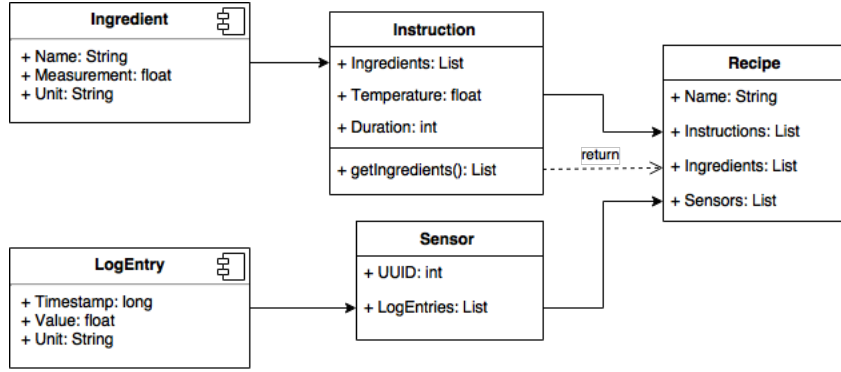 Ingredient
+ Name: String
+ Measurement: float
+ Unit: String
Instruction
+ Ingredients: List
+ Temperature: float
+ Duration: int
+ getIngredients(): List
return
Recipe
+ Name: String
+ Instructions: List
+ Ingredients: List
+ Sensors: List
LogEntry
+ Timestamp: long
+ Value: float
+ Unit: String
Sensor
+ UUID: int
+ LogEntries: List